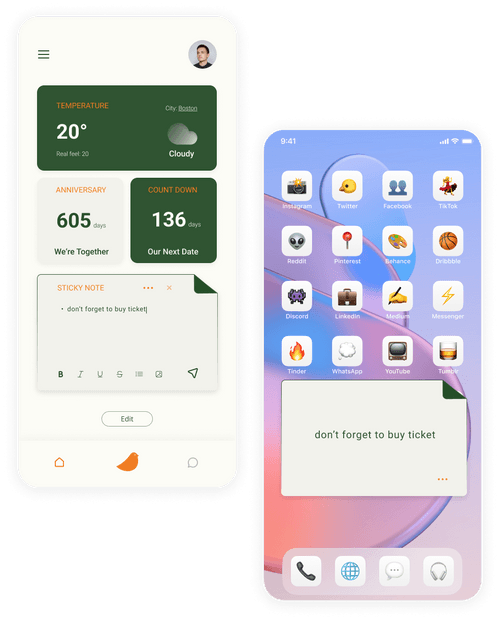 TEMPERATURE
City: Boston
20°
Real feel: 20
Cloudy
ANNIVERSARY
605 days
We're Together
COUNT DOWN
136 days
Our Next Date
STICKY NOTE
• don't forget to buy ticket
B I U S
Edit
9:41
Instagram Twitter Facebook TikTok
Reddit Pinterest Behance Dribbble
Discord Linkedin Medium Messenger
Tinder WhatsApp YouTube Tumblr
don't forget to buy ticket